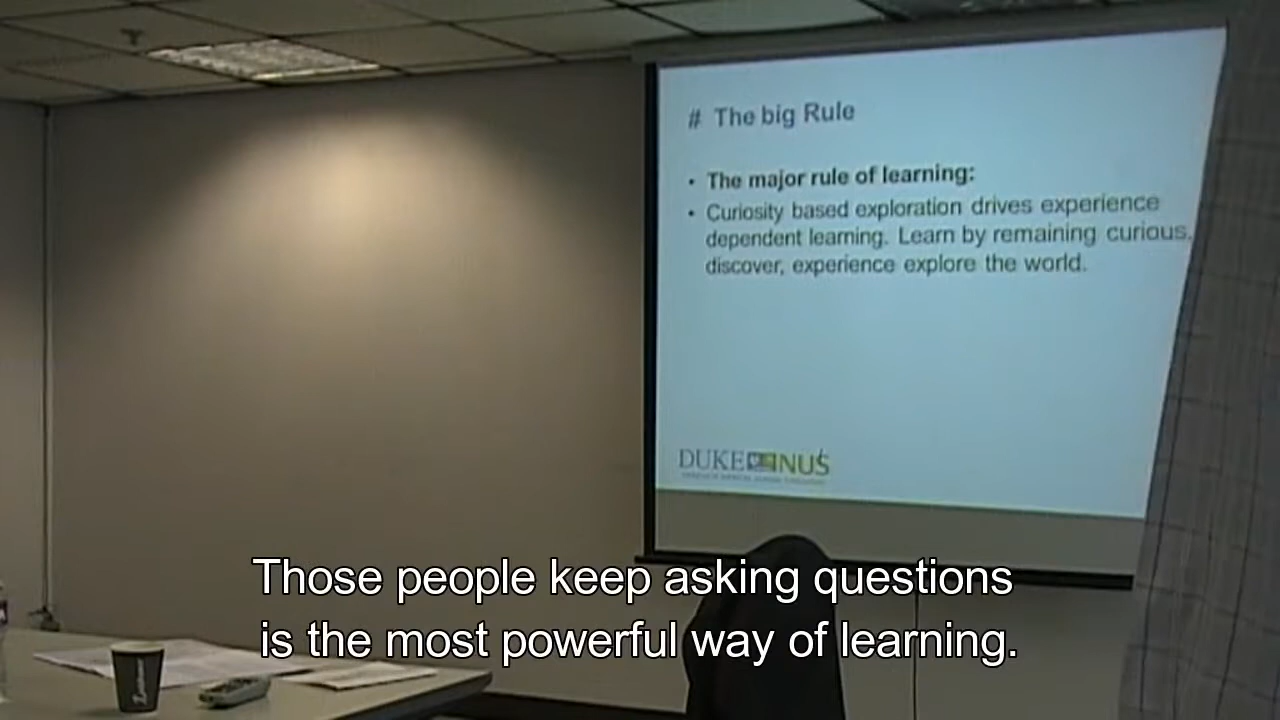 # The big Rule
• The major rule of learning:
• Curiosity based exploration drives experience
dependent learning. Learn by remaining curious,
discover, experience explore the world.
DUKE NUS
Those people keep asking questions
is the most powerful way of learning.